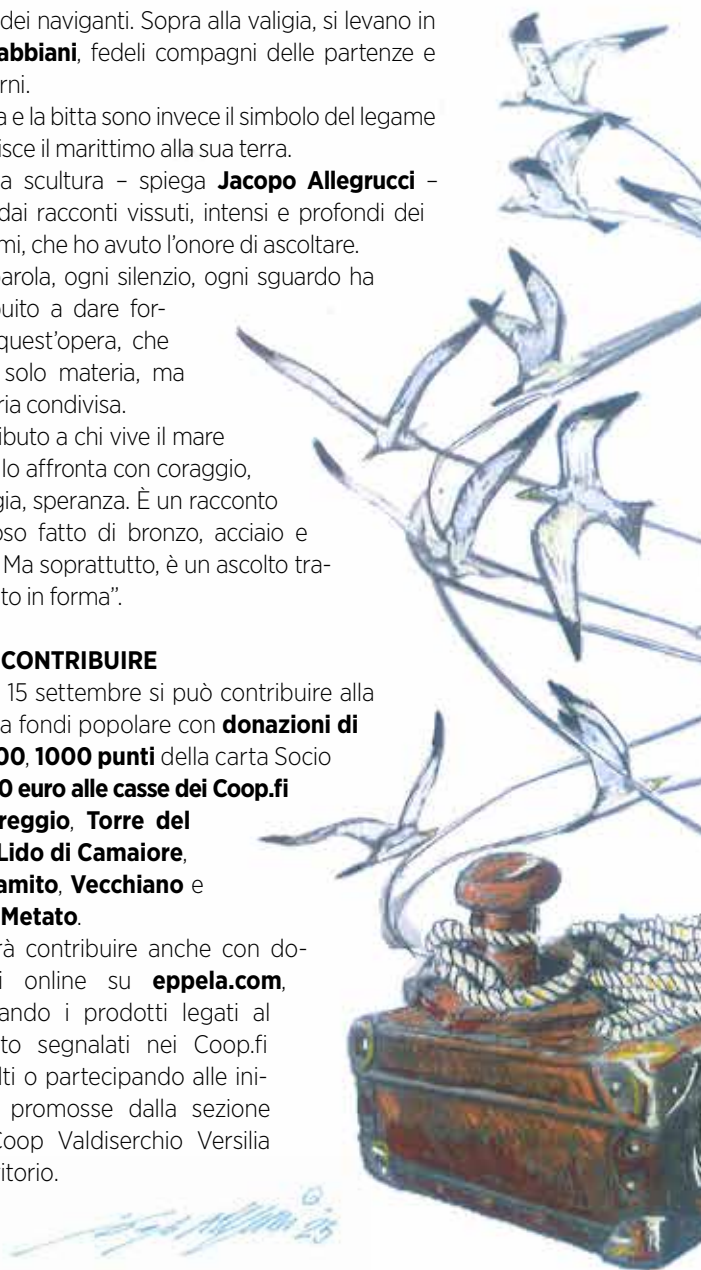 dei naviganti. Sopra alla valigia, si levano in
abbiani, fedeli compagni delle partenze e
rni.
a e la bitta sono invece il simbolo del legame
isce il marittimo alla sua terra.
a scultura – spiega Jacopo Allegrucci –
dai racconti vissuti, intensi e profondi dei
mi, che ho avuto l’onore di ascoltare.
arola, ogni silenzio, ogni sguardo ha
uito a dare for-
quest’opera, che
solo materia, ma
ria condivisa.
ibuto a chi vive il mare
lo affronta con coraggio,
gia, speranza. È un racconto
oso fatto di bronzo, acciaio e
Ma soprattutto, è un ascolto tra-
to in forma”.
CONTRIBUIRE
15 settembre si può contribuire alla
a fondi popolare con donazioni di
00, 1000 punti della carta Socio
0 euro alle casse dei Coop.fi
reggio, Torre del
Lido di Camaiore,
amito, Vecchiano e
Metato.
rà contribuire anche con do-
i online su eppela.com,
ando i prodotti legati al
to segnalati nei Coop.fi
lti o partecipando alle ini-
promosse dalla sezione
Coop Valdiserchio Versilia
itorio.
25